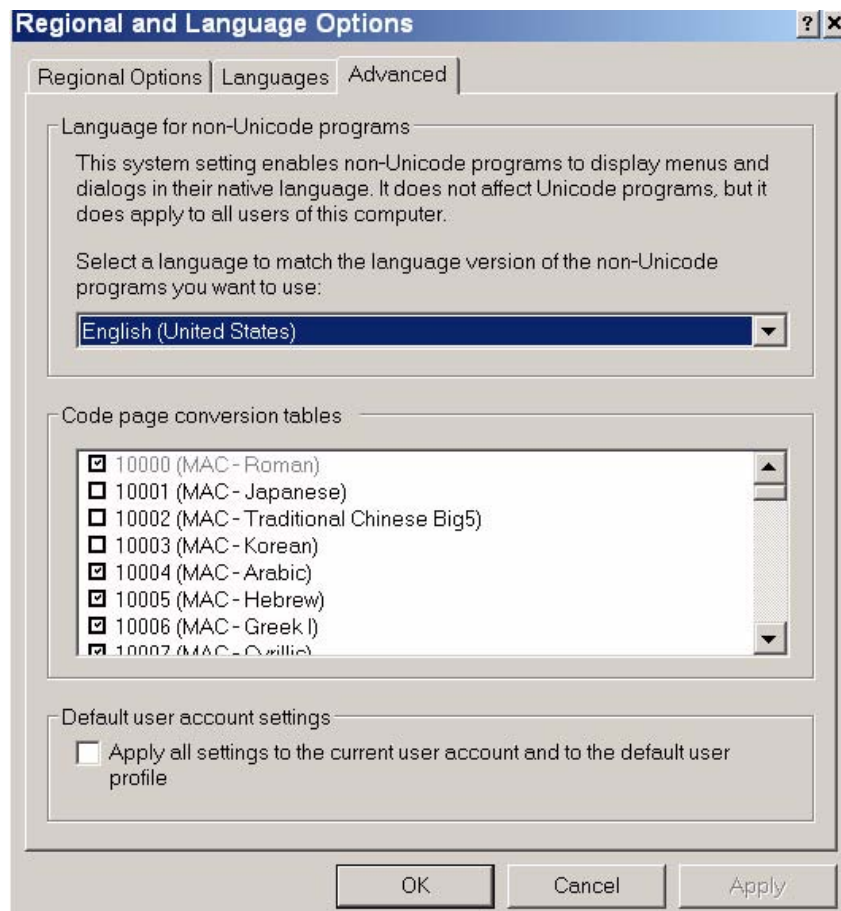 Regional and Language Options
Regional Options
Languages
Advanced
Language for non-Unicode programs
This system setting enables non-Unicode programs to display menus and
dialogs in their native language. It does not affect Unicode programs, but it
does apply to all users of this computer.
Select a language to match the language version of the non-Unicode
programs you want to use:
English (United States)
Code page conversion tables
10000 (MAC - Roman)
10001 (MAC - Japanese)
10002 (MAC - Traditional Chinese Big5)
10003 (MAC - Korean)
10004 (MAC - Arabic)
10005 (MAC - Hebrew)
10006 (MAC - Greek I)
10007 (MAC - Cyrillic)
Default user account settings
Apply all settings to the current user account and to the default user
profile
OK
Cancel
Apply